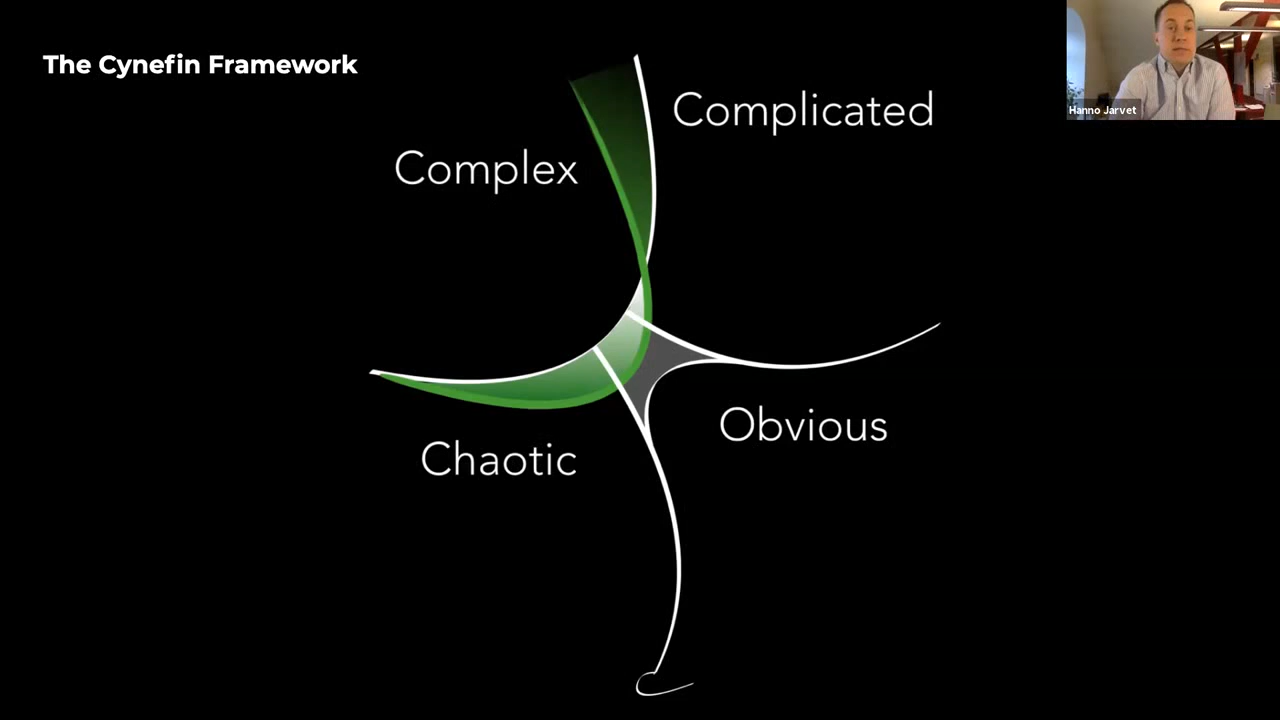 The Cynefin Framework
Hanno Jarvet
Complicated
Complex
Obvious
Chaotic